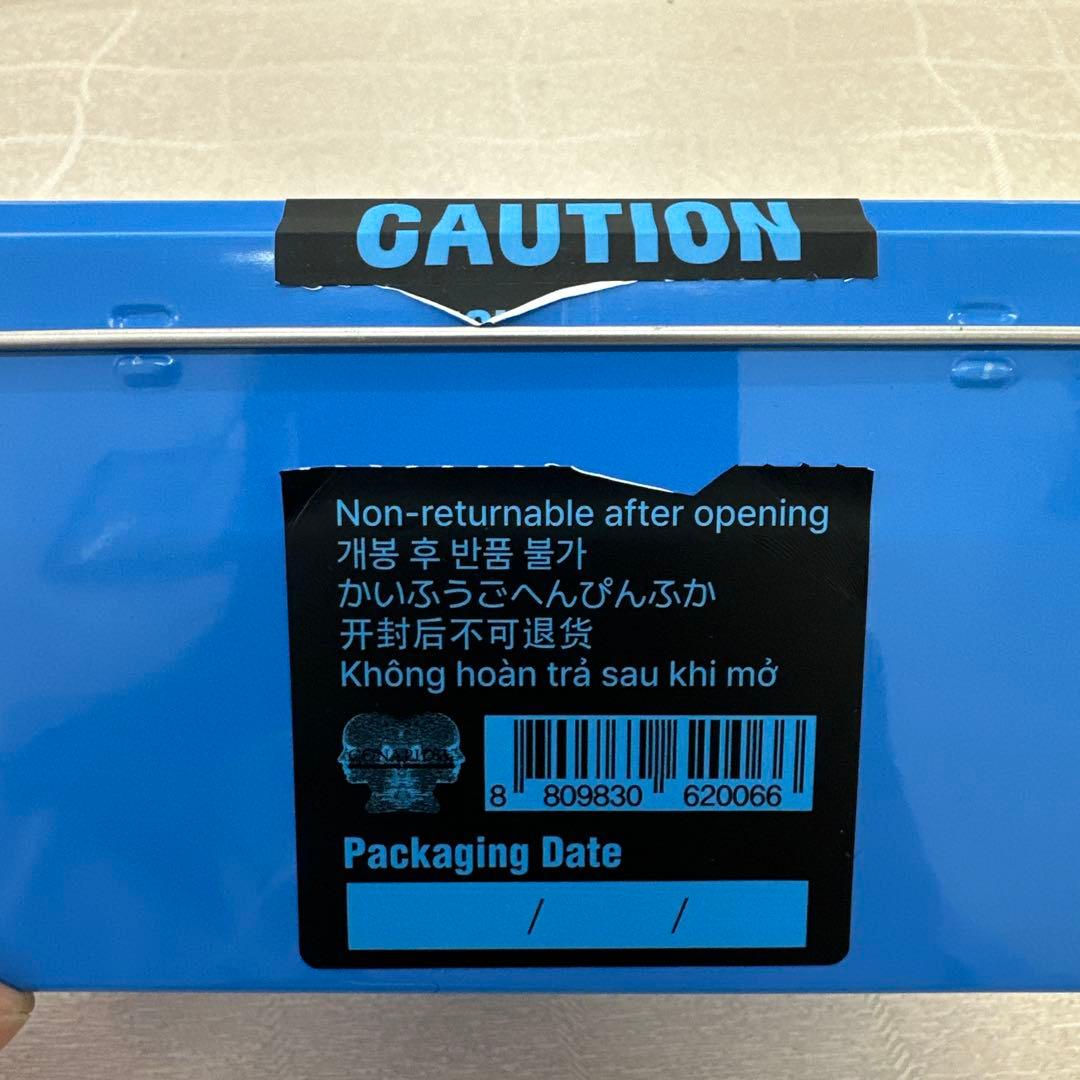 CAUTION
Non-returnable after opening
개봉 후 반품 불가
かいふうごへんぴんふか
开封后不可退货
Không hoàn trả sau khi mở
8 809830 620066
Packaging Date
/ /